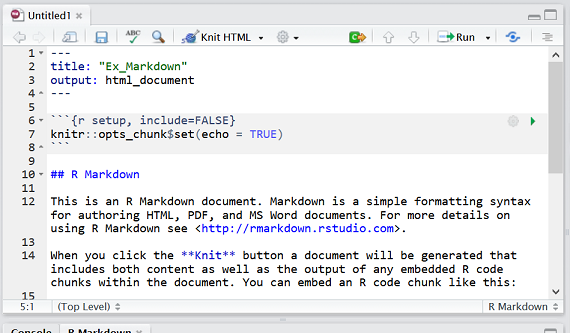 Untitled1
ABC Knit HTML Run
1 ---
2 title: "Ex_Markdown"
3 output: html_document
4 ---
5
6 ```{r setup, include=FALSE}
7 knitr::opts_chunk$set(echo = TRUE)
8 ```
9
10 ## R Markdown
11
12 This is an R Markdown document. Markdown is a simple formatting syntax
for authoring HTML, PDF, and MS Word documents. For more details on
using R Markdown see <http://rmarkdown.rstudio.com>.
13
14 When you click the **Knit** button a document will be generated that
includes both content as well as the output of any embedded R code
chunks within the document. You can embed an R code chunk like this:
15
5:1 (Top Level) R Markdown
Console R Markdown